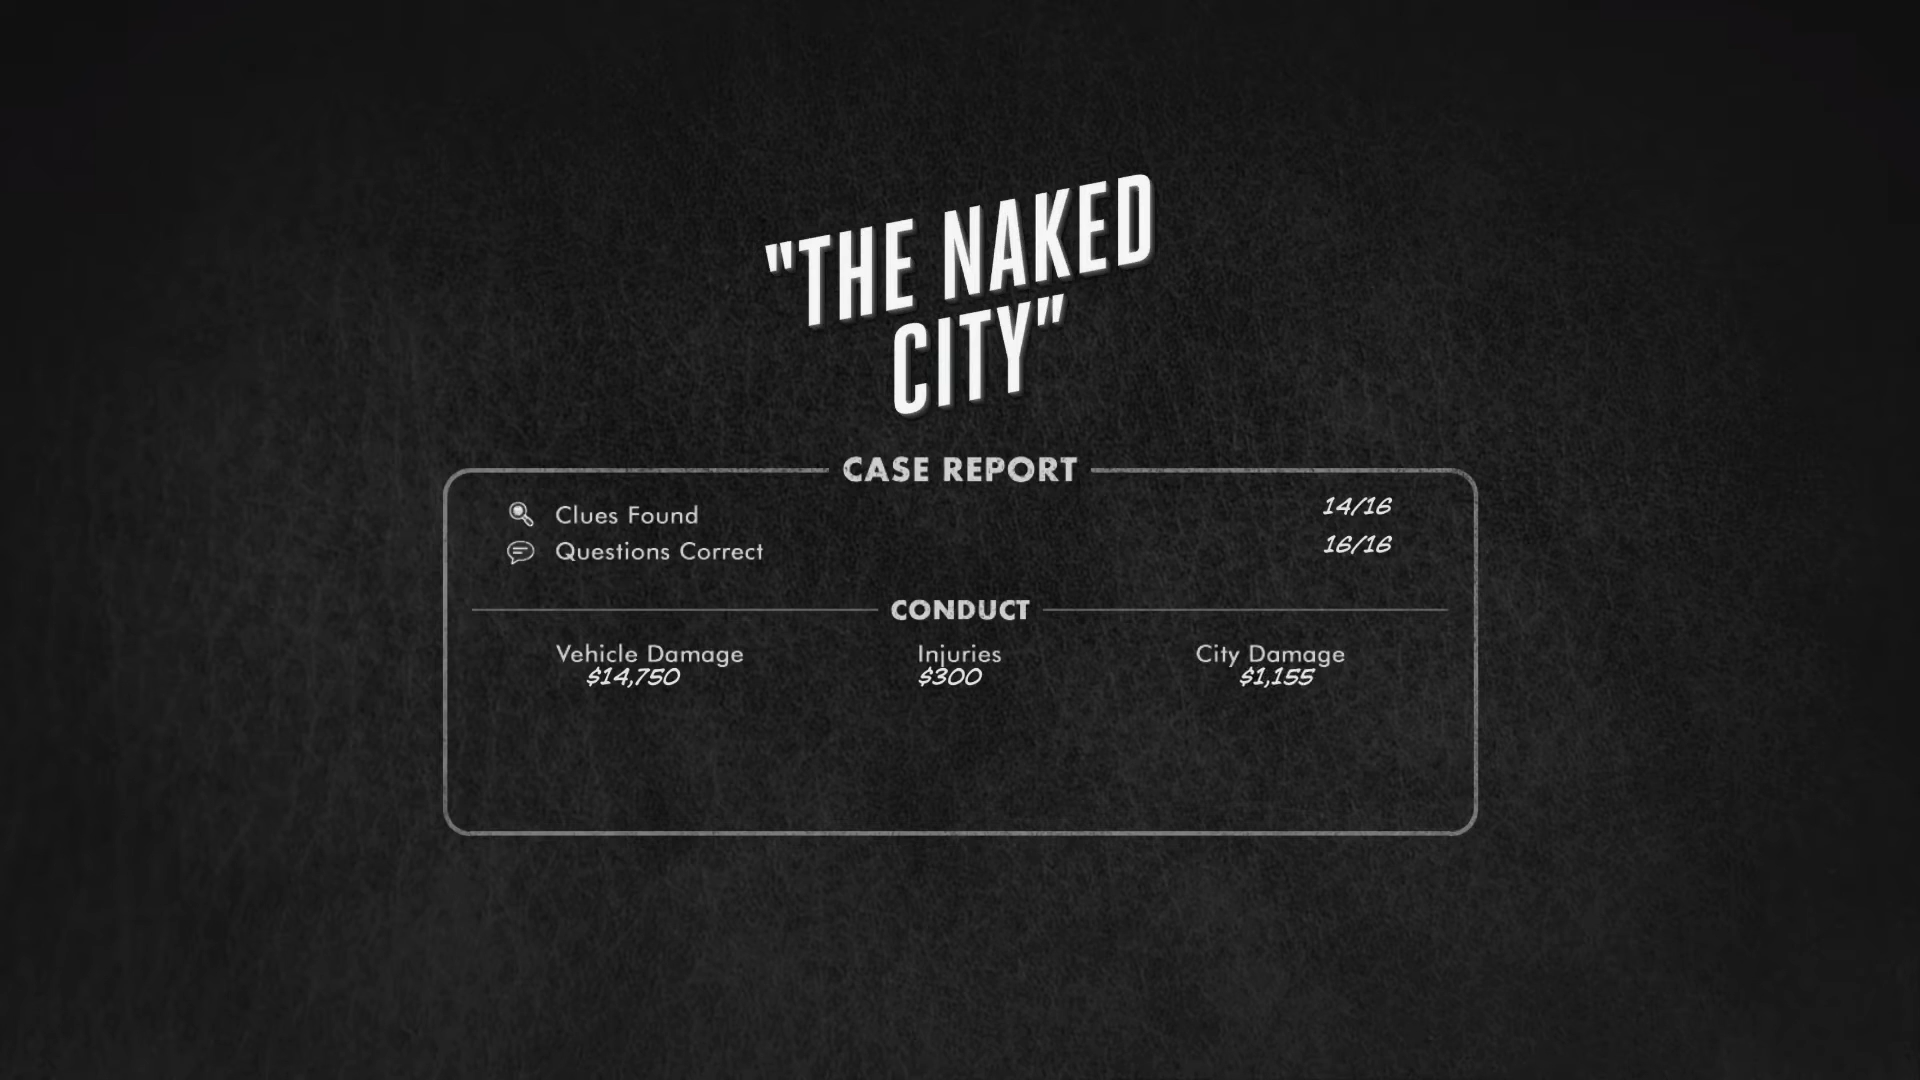 "THE NAKED
CITY"
CASE REPORT
Clues Found 14/16
Questions Correct 16/16
CONDUCT
Vehicle Damage Injuries City Damage
$14,750 $300 $1,155